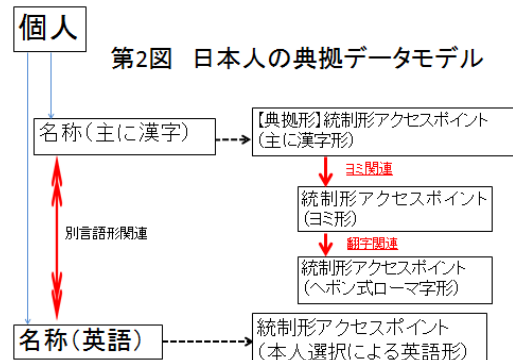 個人
第2図 日本人の典拠データモデル
名称(主に漢字)
【典拠形】統制形アクセスポイント
(主に漢字形)
ヨミ関連
統制形アクセスポイント
(ヨミ形)
別言語形関連
翻字関連
統制形アクセスポイント
(ヘボン式ローマ字形)
名称(英語)
統制形アクセスポイント
(本人選択による英語形)